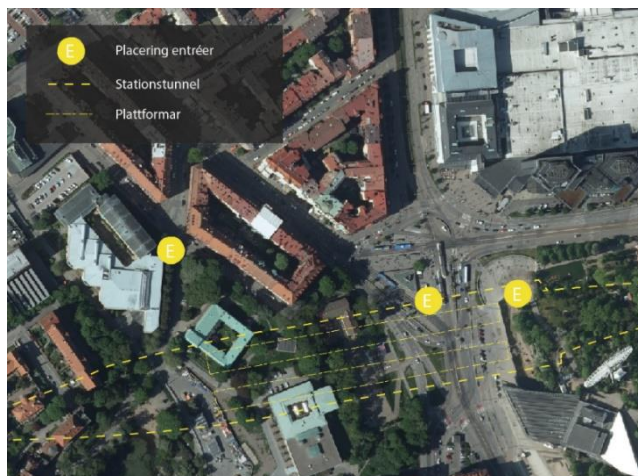 E Placering entréer
Stationstunnel
Plattformar
E
E
E